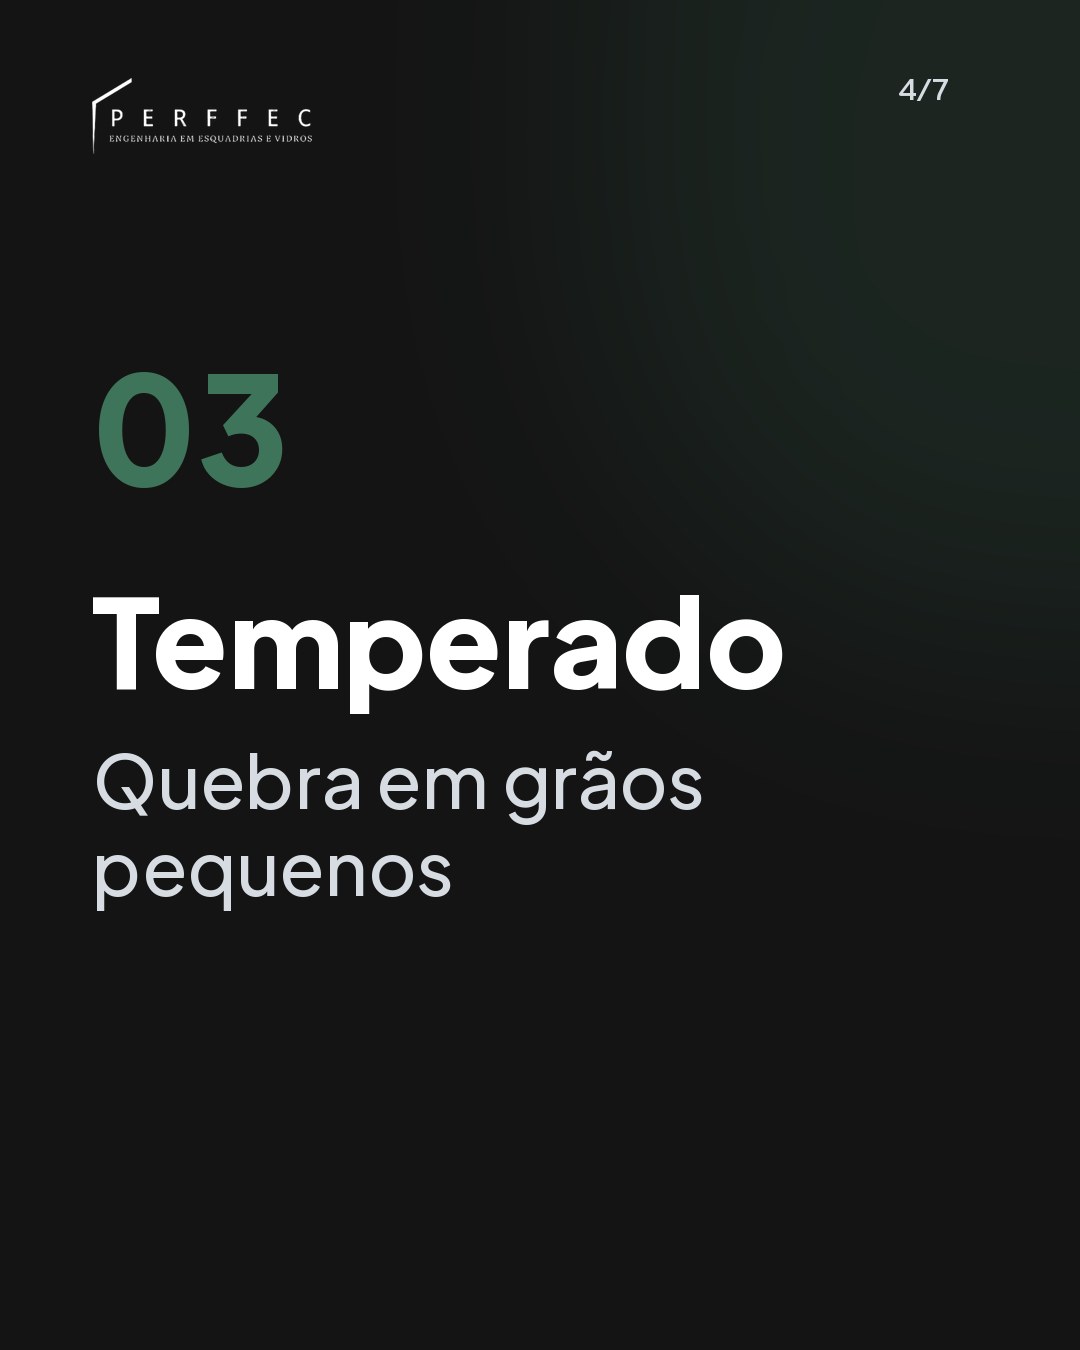 PERFFEC
ENGENHARIA EM ESQUADRIAS E VIDROS
4/7
03
Temperado
Quebra em grãos
pequenos